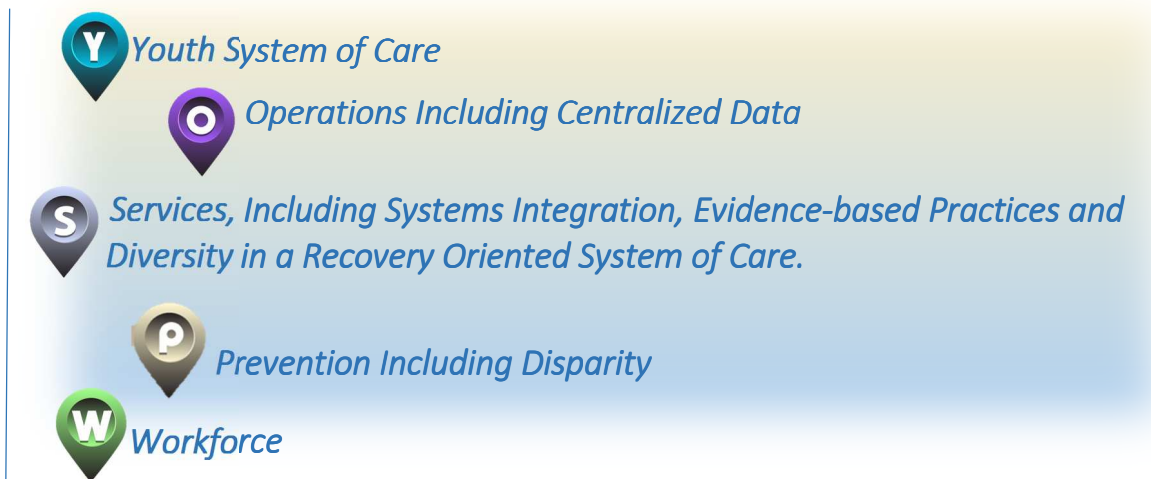 Y Youth System of Care
O Operations Including Centralized Data
S Services, Including Systems Integration, Evidence-based Practices and
Diversity in a Recovery Oriented System of Care.
P Prevention Including Disparity
W Workforce